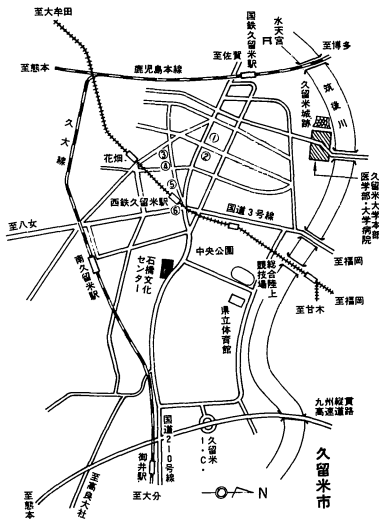 至大牟田
国鉄久留米駅
水天宮
至佐賀
至博多
至熊本
鹿児島本線
久留米城跡
筑後川
久大線
花畑
①
②
③
④
⑤
⑥
西鉄久留米駅
国道3号線
久留米大学本部
医学部・大学病院
至八女
中央公園
至福岡
南久留米駅
石橋文化
センター
総合陸上
競技場
至福岡
至甘木
県立体育館
九州縦貫
高速道路
国道210号線
久留米
I・C・
御井駅
久留米市
至熊本
至高良大社
至大分
N